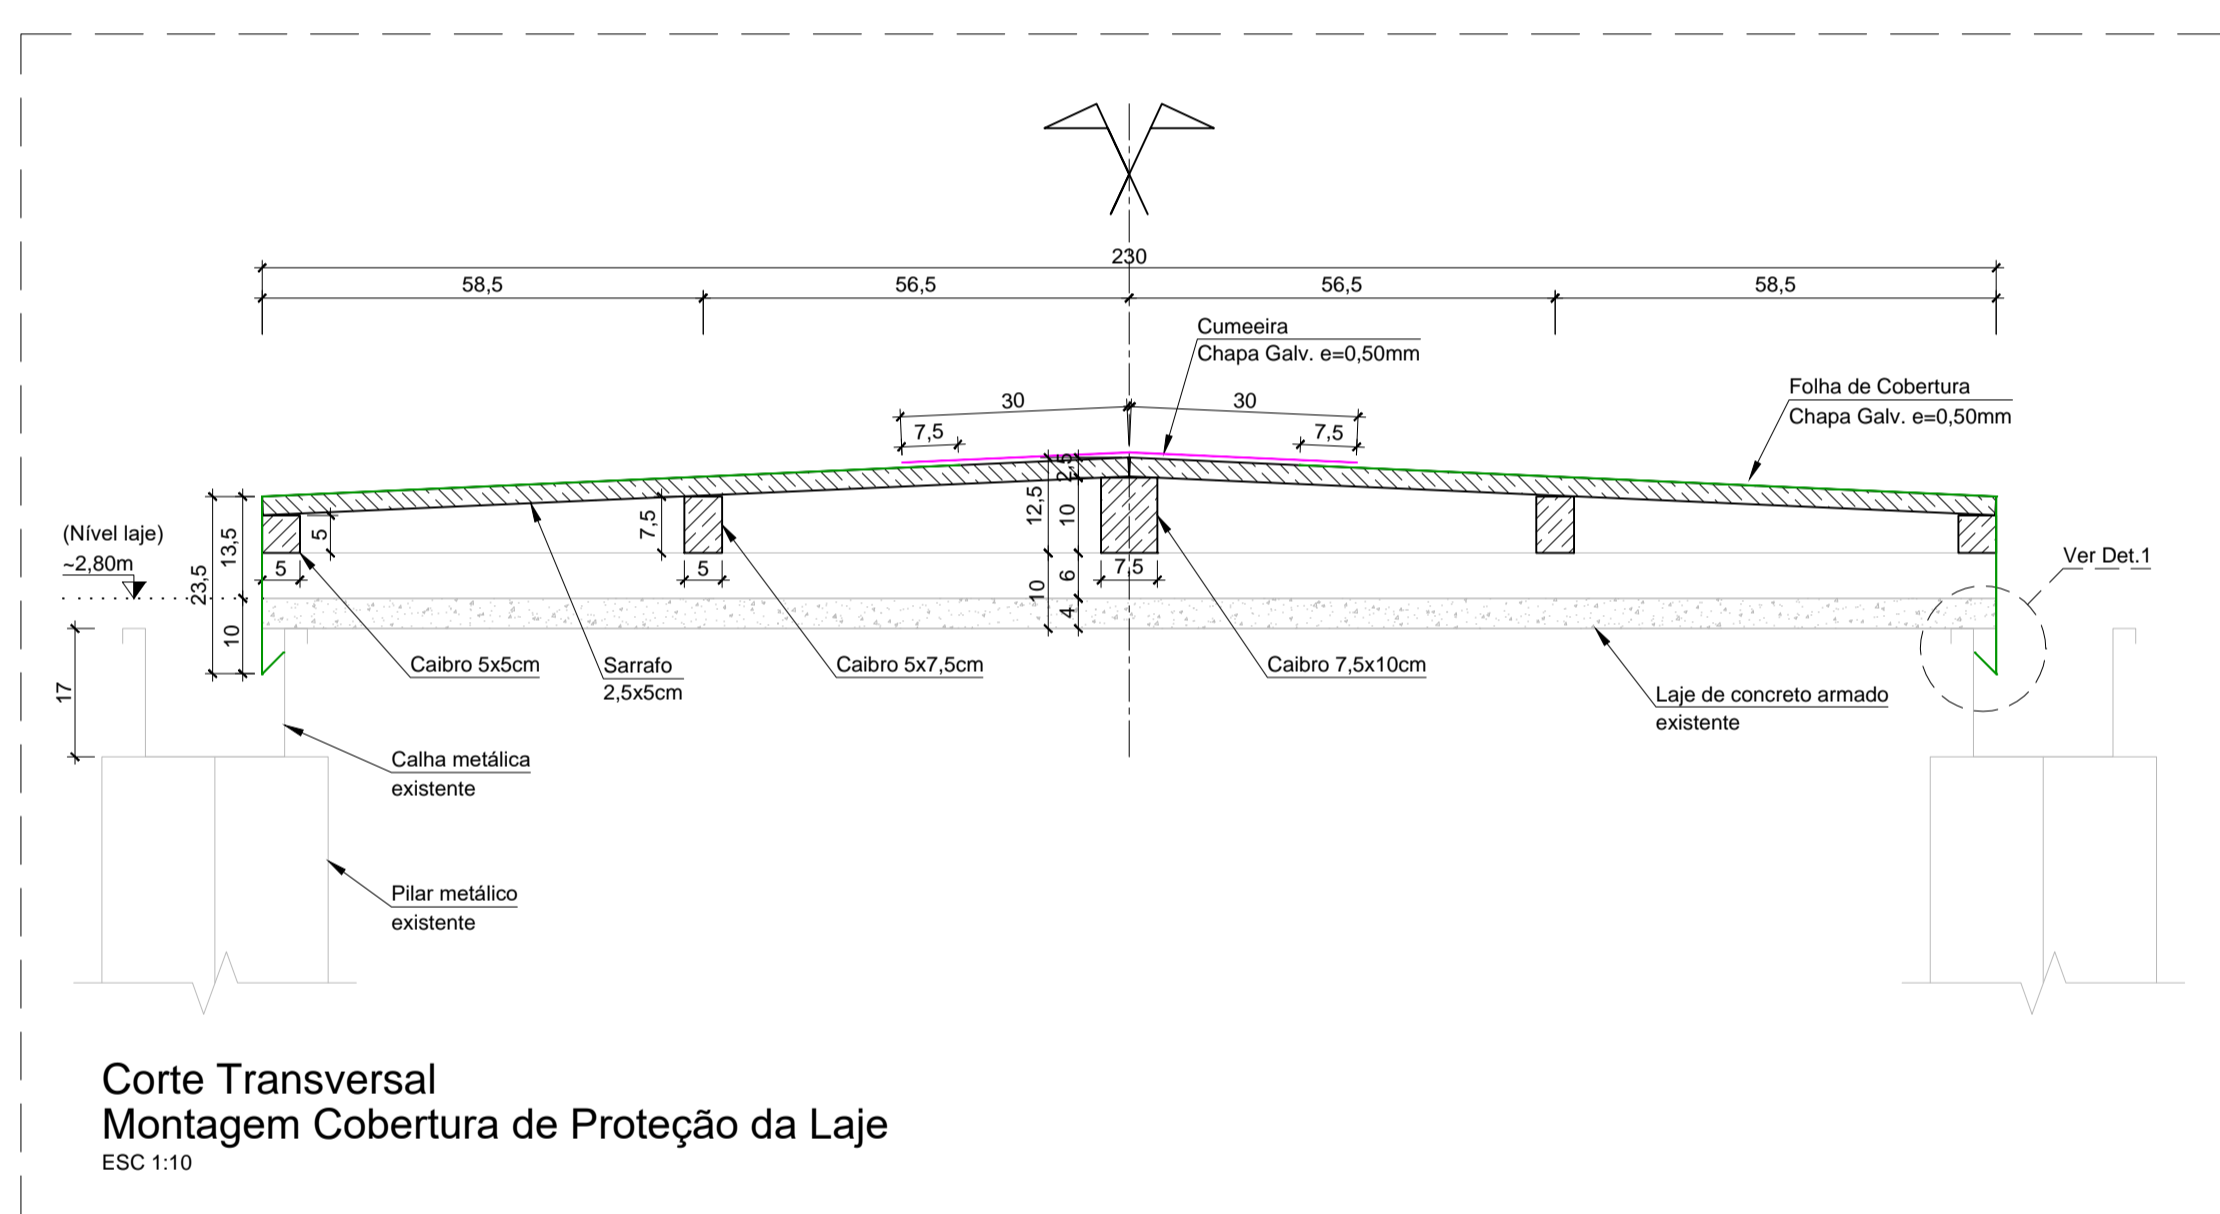 230
58,5
56,5
56,5
58,5
Cumeeira
Chapa Galv. e=0,50mm
Folha de Cobertura
Chapa Galv. e=0,50mm
30
30
7,5
7,5
2,5
12,5
10
7,5
5
13,5
23,5
(Nível laje)
~2,80m
5
5
7,5
6
10
4
10
Ver Det.1
17
Caibro 5x5cm
Sarrafo
2,5x5cm
Caibro 5x7,5cm
Caibro 7,5x10cm
Laje de concreto armado
existente
Calha metálica
existente
Pilar metálico
existente
Corte Transversal
Montagem Cobertura de Proteção da Laje
ESC 1:10